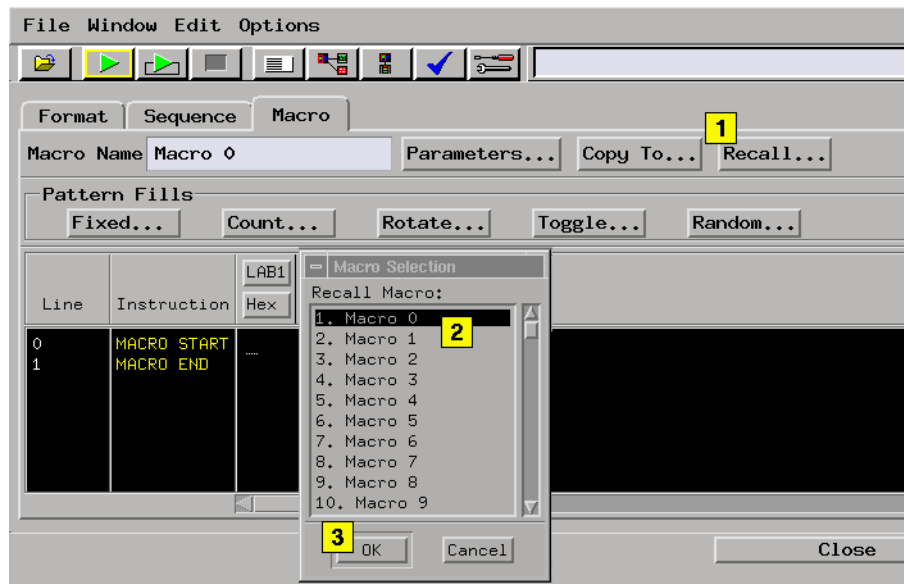 File Window Edit Options
Format Sequence Macro
1
Macro Name Macro 0 Parameters... Copy To... Recall...
Pattern Fills
Fixed... Count... Rotate... Toggle... Random...
Line Instruction LAB1 Hex
0 MACRO START
1 MACRO END
Macro Selection
Recall Macro:
1. Macro 0
2
2. Macro 1
3. Macro 2
4. Macro 3
5. Macro 4
6. Macro 5
7. Macro 6
8. Macro 7
9. Macro 8
10. Macro 9
3
OK Cancel
Close